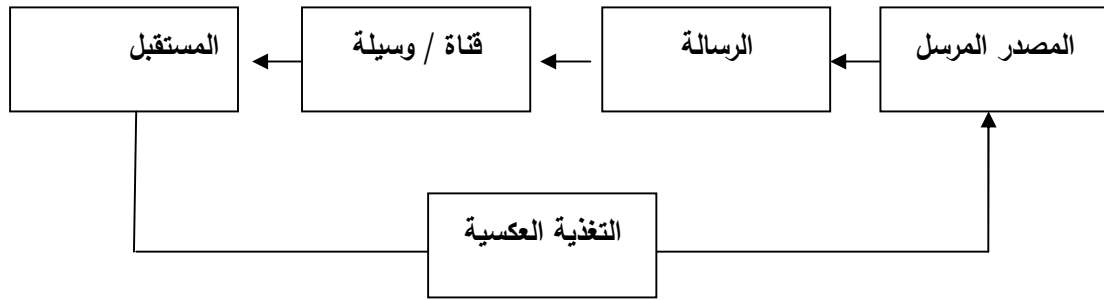 المصدر المرسل
الرسالة
قناة / وسيلة
المستقبل
التغذية العكسية